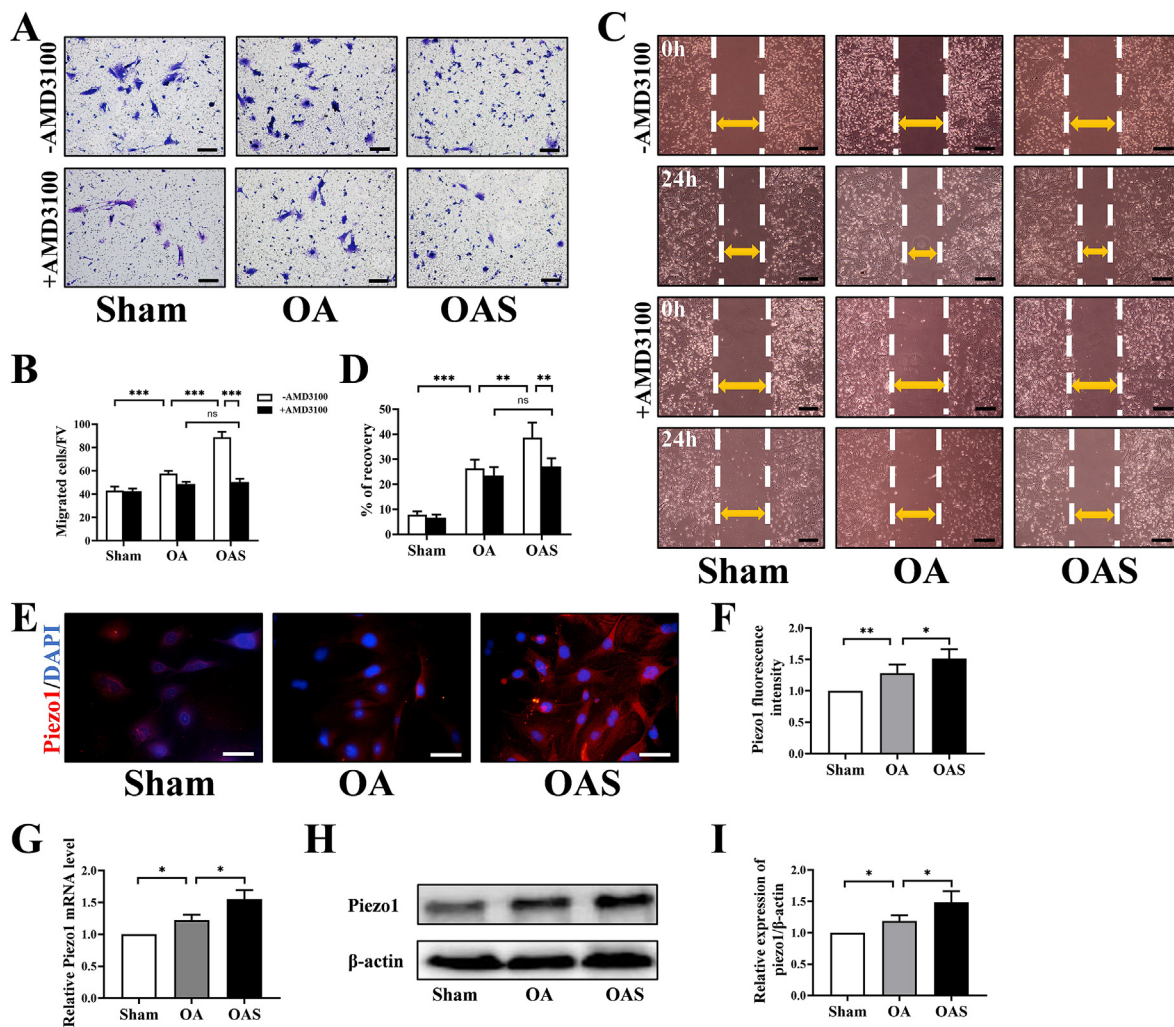 A
-AMD3100
+AMD3100
Sham OA OAS
B
Migrated cells/FV
100
80
60
40
20
0
*** *** ***
ns
-AMD3100
+AMD3100
Sham OA OAS
D
% of recovery
50
40
30
20
10
0
*** ** **
ns
Sham OA OAS
C
-AMD3100
0h
24h
+AMD3100
0h
24h
Sham OA OAS
E
Piezo1/DAPI
Sham OA OAS
F
Piezo1 fluorescence
intensity
2.0
1.5
1.0
0.5
0.0
** *
Sham OA OAS
G
Relative Piezo1 mRNA level
2.0
1.5
1.0
0.5
0.0
* *
Sham OA OAS
H
Piezo1
β-actin
Sham OA OAS
I
Relative expression of
piezo1/β-actin
2.0
1.5
1.0
0.5
0.0
* *
Sham OA OAS